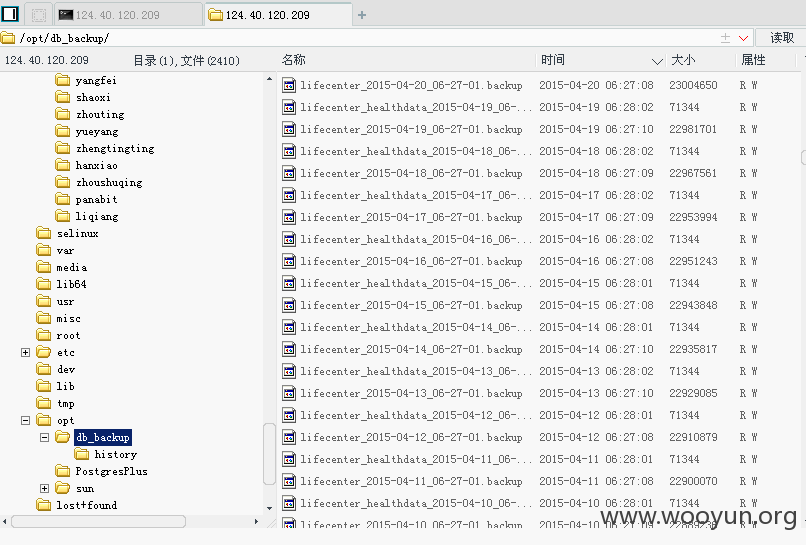 124.40.120.209 124.40.120.209 +
/opt/db_backup/ 读取
124.40.120.209 目录(1),文件(2410) 名称 时间 大小 属性
yangfei
shaoxi
zhouting
yueyang
zhengtingting
hanxiao
zhoushuqing
panabit
liqiang
selinux
var
media
lib64
usr
misc
root
etc
dev
lib
tmp
opt
db_backup
history
PostgresPlus
sun
lost+found
lifecenter_2015-04-20_06-27-01.backup 2015-04-20 06:27:08 23004650 R W
lifecenter_healthdata_2015-04-19_06-... 2015-04-19 06:28:02 71344 R W
lifecenter_2015-04-19_06-27-01.backup 2015-04-19 06:27:10 22981701 R W
lifecenter_healthdata_2015-04-18_06-... 2015-04-18 06:28:02 71344 R W
lifecenter_2015-04-18_06-27-01.backup 2015-04-18 06:27:09 22967561 R W
lifecenter_healthdata_2015-04-17_06-... 2015-04-17 06:28:02 71344 R W
lifecenter_2015-04-17_06-27-01.backup 2015-04-17 06:27:09 22953994 R W
lifecenter_healthdata_2015-04-16_06-... 2015-04-16 06:28:02 71344 R W
lifecenter_2015-04-16_06-27-01.backup 2015-04-16 06:27:08 22951243 R W
lifecenter_healthdata_2015-04-15_06-... 2015-04-15 06:28:01 71344 R W
lifecenter_2015-04-15_06-27-01.backup 2015-04-15 06:27:08 22943848 R W
lifecenter_healthdata_2015-04-14_06-... 2015-04-14 06:28:01 71344 R W
lifecenter_2015-04-14_06-27-01.backup 2015-04-14 06:27:10 22935817 R W
lifecenter_healthdata_2015-04-13_06-... 2015-04-13 06:28:02 71344 R W
lifecenter_2015-04-13_06-27-01.backup 2015-04-13 06:27:10 22929085 R W
lifecenter_healthdata_2015-04-12_06-... 2015-04-12 06:28:01 71344 R W
lifecenter_2015-04-12_06-27-01.backup 2015-04-12 06:27:08 22910879 R W
lifecenter_healthdata_2015-04-11_06-... 2015-04-11 06:28:01 71344 R W
lifecenter_2015-04-11_06-27-01.backup 2015-04-11 06:27:08 22900070 R W
lifecenter_healthdata_2015-04-10_06-... 2015-04-10 06:28:01 71344 R W
lifecenter_2015-04-10_06-27-01.backup 2015-04-10 06:27:09
www.wooyun.org